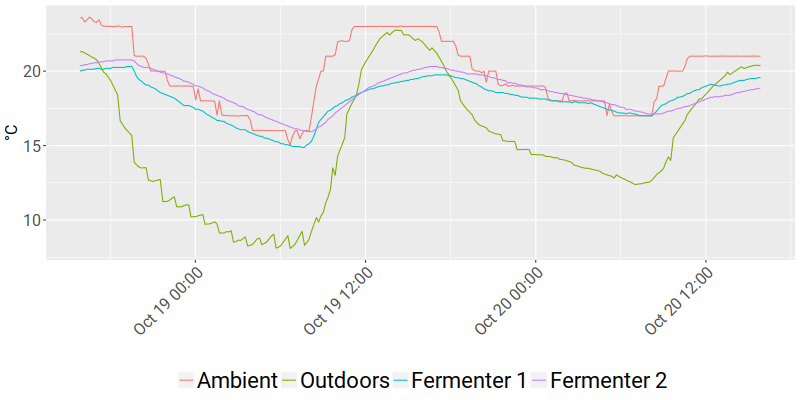 °C
20
15
10
Oct 19 00:00
Oct 19 12:00
Oct 20 00:00
Oct 20 12:00
Ambient Outdoors Fermenter 1 Fermenter 2